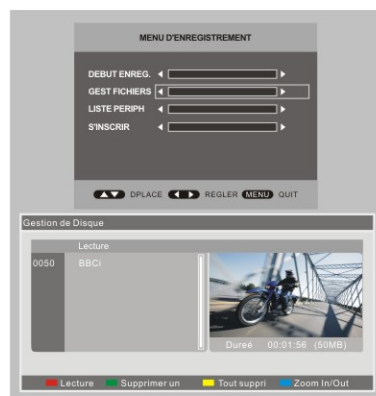 MENU D'ENREGISTREMENT
DEBUT ENREG.
GEST FICHIERS
LISTE PERIPH
S'INSCRIR
DPLACE REGLER MENU QUIT
Gestion de Disque
Lecture
0050 BBCi
Dureé 00:01:56 (50MB)
Lecture Supprimer un Tout suppri Zoom In/Out